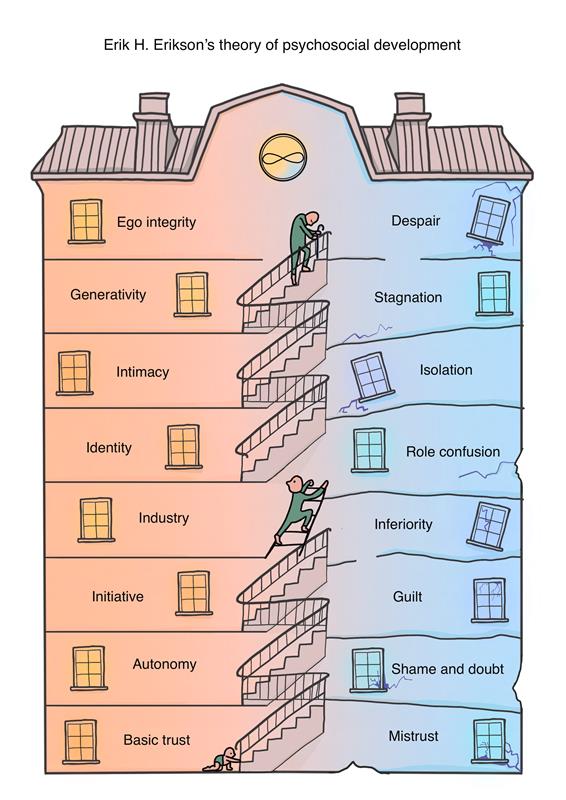 Erik H. Erikson's theory of psychosocial development
Ego integrity
Despair
Generativity
Stagnation
Intimacy
Isolation
Identity
Role confusion
Industry
Inferiority
Initiative
Guilt
Autonomy
Shame and doubt
Basic trust
Mistrust